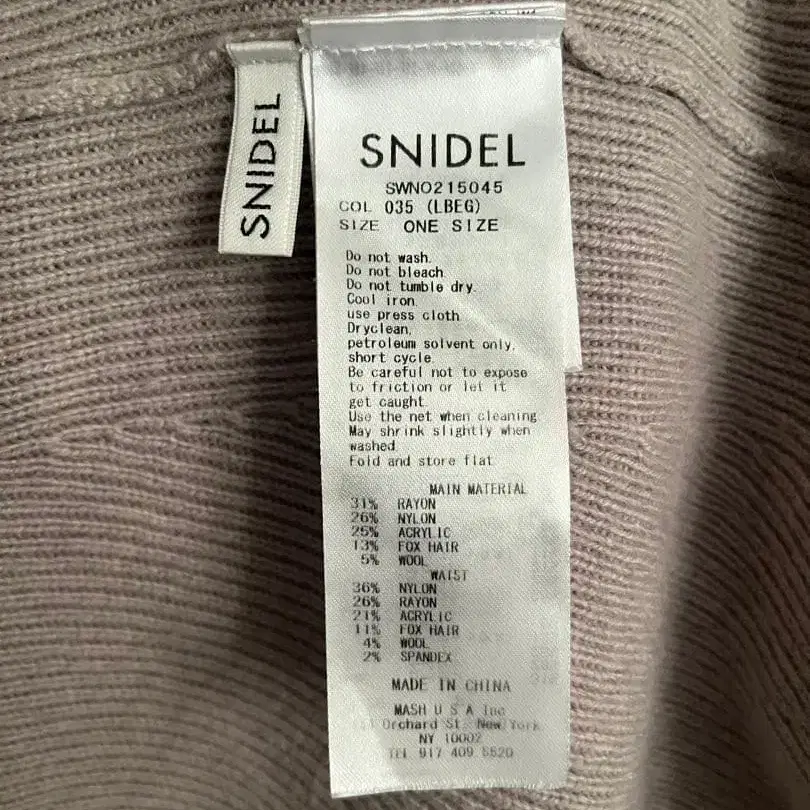 SNIDEL
SNIDEL
SWNO215045
COL 035 (LBEG)
SIZE ONE SIZE
Do not wash.
Do not bleach.
Do not tumble dry.
Cool iron.
use press cloth
Dryclean,
petroleum solvent only,
short cycle.
Be careful not to expose
to friction or let it
get caught.
Use the net when cleaning.
May shrink slightly when
washed.
Fold and store flat.
MAIN MATERIAL
31% RAYON
26% NYLON
25% ACRYLIC
13% FOX HAIR
5% WOOL
WAIST
36% NYLON
26% RAYON
21% ACRYLIC
11% FOX HAIR
4% WOOL
2% SPANDEX
MADE IN CHINA
MASH U S A Inc
Orchard St. New York
NY 10002
TEL 917 409 5520